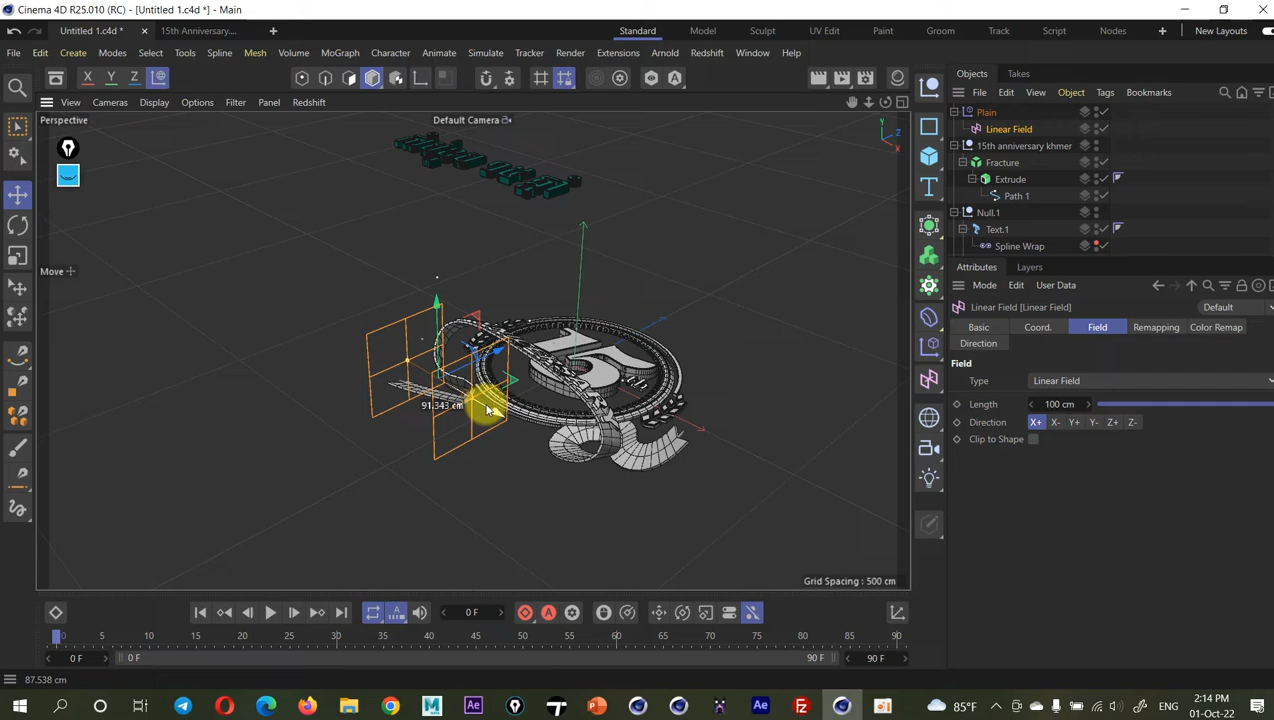 Cinema 4D R25.010 (RC) - [Untitled 1.c4d *] - Main
Untitled 1.c4d *
15th Anniversary....
Standard
Model
Sculpt
UV Edit
Paint
Groom
Track
Script
Nodes
New Layouts
File Edit Create Modes Select Tools Spline Mesh Volume MoGraph Character Animate Simulate Tracker Render Extensions Arnold Redshift Window Help
X Y Z
Objects Takes
View Cameras Display Options Filter Panel Redshift
File Edit View Object Tags Bookmarks
Perspective
Default Camera
Y
Z
X
Plain
Linear Field
15th anniversary khmer
Fracture
Extrude
Path 1
Null.1
Text.1
Spline Wrap
Move
Attributes Layers
Mode Edit User Data
Linear Field [Linear Field]
Default
Basic Coord. Field Remapping Color Remap
Direction
Field
Type Linear Field
Length 100 cm
Direction X+ X- Y+ Y- Z+ Z-
Clip to Shape
91.343 cm
Grid Spacing : 500 cm
0 F
0 5 10 15 20 25 30 35 40 45 50 55 60 65 70 75 80 85 90
0 F 0 F 90 F 90 F
87.538 cm
85°F
ENG
2:14 PM
01-Oct-22